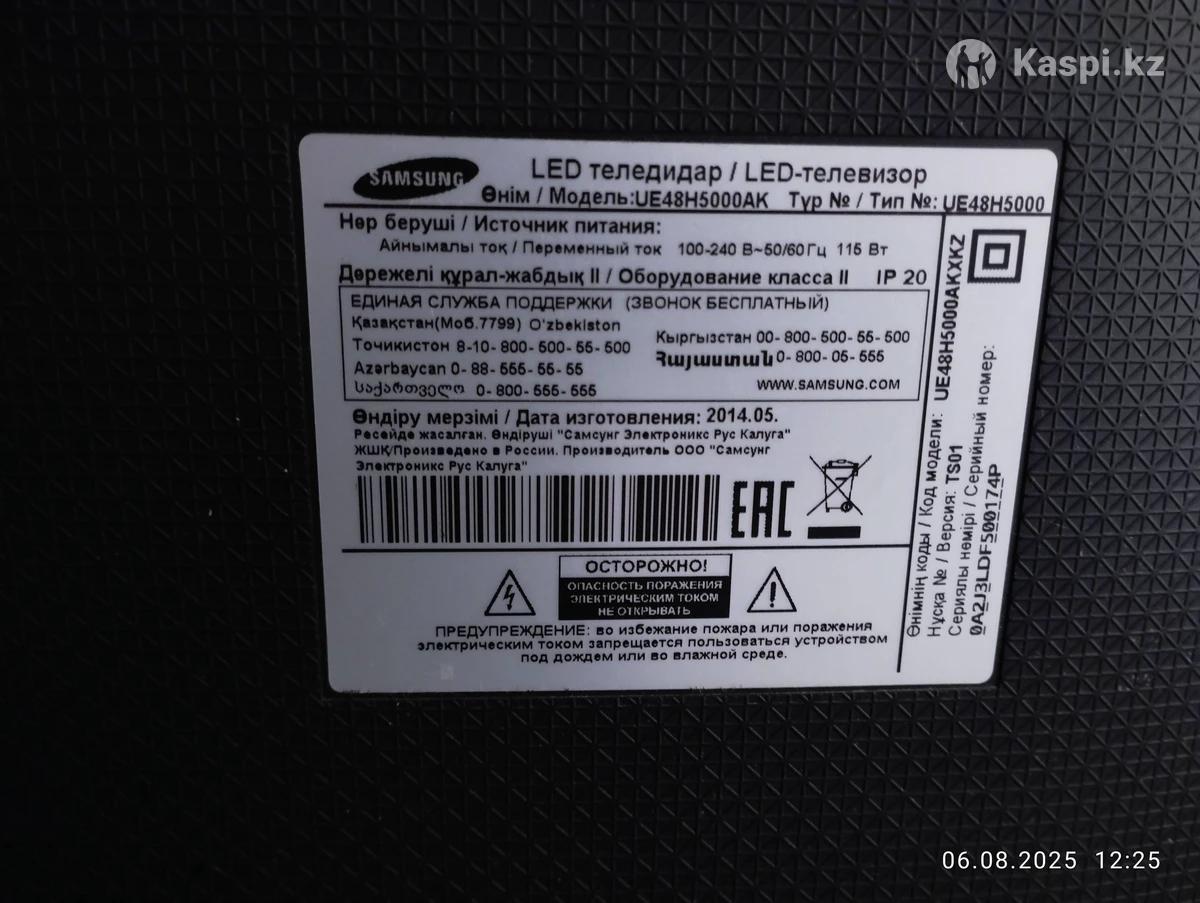 Kaspi.kz
SAMSUNG
LED теледидар / LED-телевизор
Өнім / Модель:UE48H5000AK Түр № / Тип №: UE48H5000
Нәр беруші / Источник питания:
Айнымалы ток / Переменный ток 100-240 В~50/60Гц 115 Вт
Дәрежелі құрал-жабдық II / Оборудование класса II IP 20
ЕДИНАЯ СЛУЖБА ПОДДЕРЖКИ (ЗВОНОК БЕСПЛАТНЫЙ)
Қазақстан(Моб.7799) O'zbekiston
Точикистон 8-10-800-500-55-500
Azərbaycan 0-88-555-55-55
საქართველო 0-800-555-555
Кыргызстан 00-800-500-55-500
Հայաստան 0-800-05-555
WWW.SAMSUNG.COM
Өндіру мерзімі / Дата изготовления: 2014.05.
Ресейде жасалған. Өндіруші "Самсунг Электроникс Рус Калуга"
ЖШҚ/Произведено в России. Производитель ООО "Самсунг
Электроникс Рус Калуга"
EAC
ОСТОРОЖНО!
ОПАСНОСТЬ ПОРАЖЕНИЯ
ЭЛЕКТРИЧЕСКИМ ТОКОМ
НЕ ОТКРЫВАТЬ
ПРЕДУПРЕЖДЕНИЕ: во избежание пожара или поражения
электрическим током запрещается пользоваться устройством
под дождем или во влажной среде.
Өнімнің коды / Код модели: UE48H5000AKXKZ
Нұсқа № / Версия: TS01
Сериялы нөмірі / Серийный номер:
0A2J3LDF500174P
06.08.2025 12:25